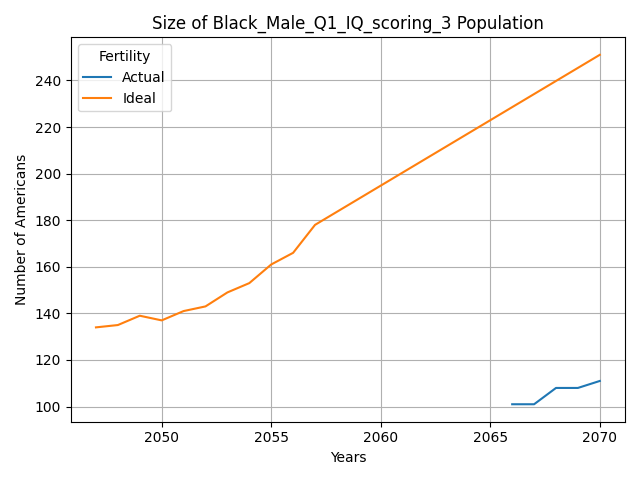 Size of Black_Male_Q1_IQ_scoring_3 Population
Fertility
Actual
Ideal
Number of Americans
240
220
200
180
160
140
120
100
2050
2055
2060
2065
2070
Years